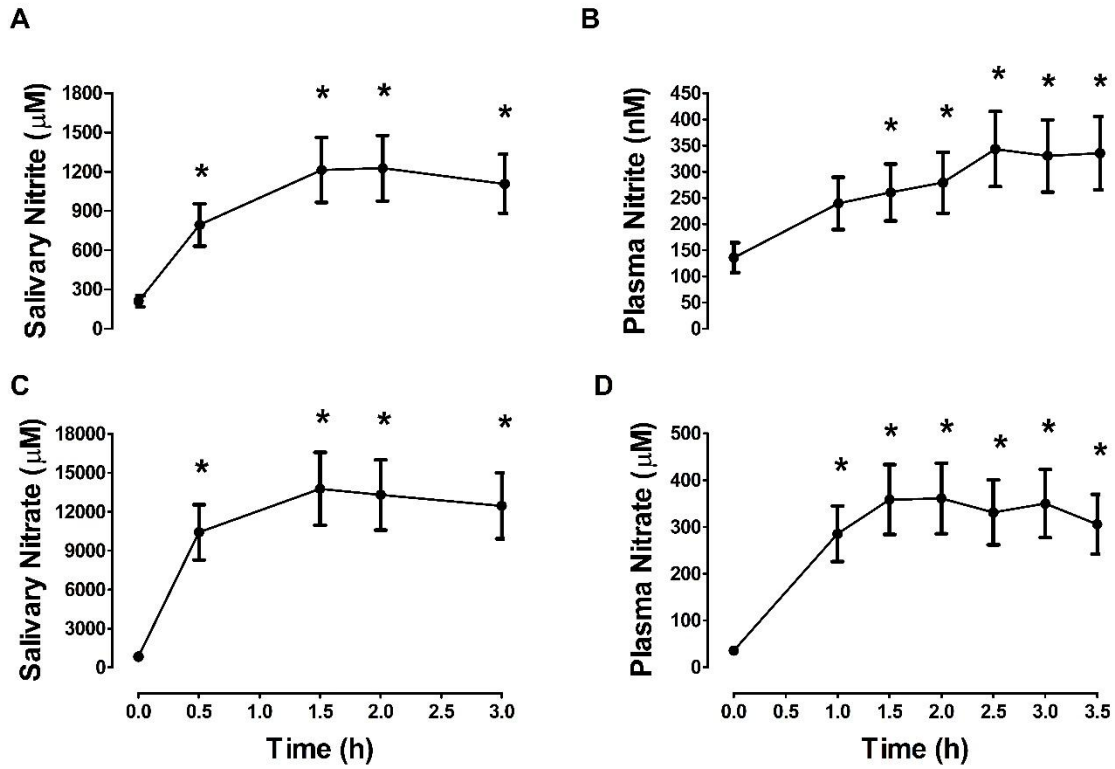 A
Salivary Nitrite (μM)
1800
1500
1200
900
600
300
0
* * * *
B
Plasma Nitrite (nM)
450
400
350
300
250
200
150
100
50
0
* * * * *
C
Salivary Nitrate (μM)
18000
15000
12000
9000
6000
3000
0
* * * *
0.0 0.5 1.0 1.5 2.0 2.5 3.0
Time (h)
D
Plasma Nitrate (μM)
500
400
300
200
100
0
* * * * * *
0.0 0.5 1.0 1.5 2.0 2.5 3.0 3.5
Time (h)